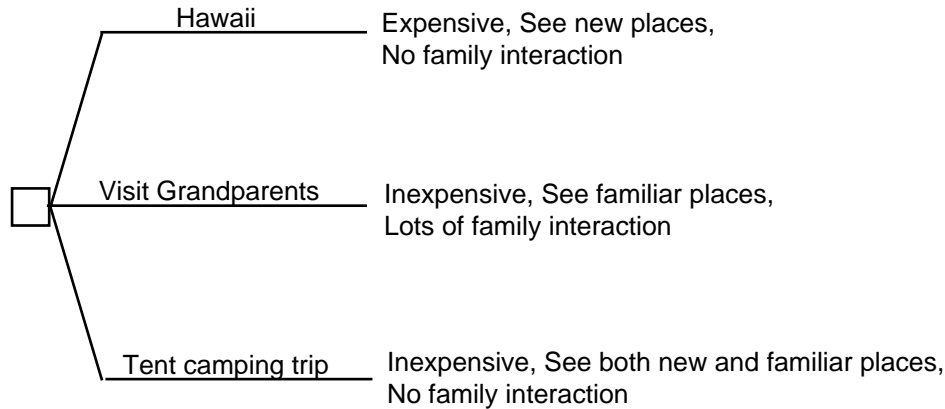 Hawaii
Expensive, See new places,
No family interaction
Visit Grandparents
Inexpensive, See familiar places,
Lots of family interaction
Tent camping trip
Inexpensive, See both new and familiar places,
No family interaction